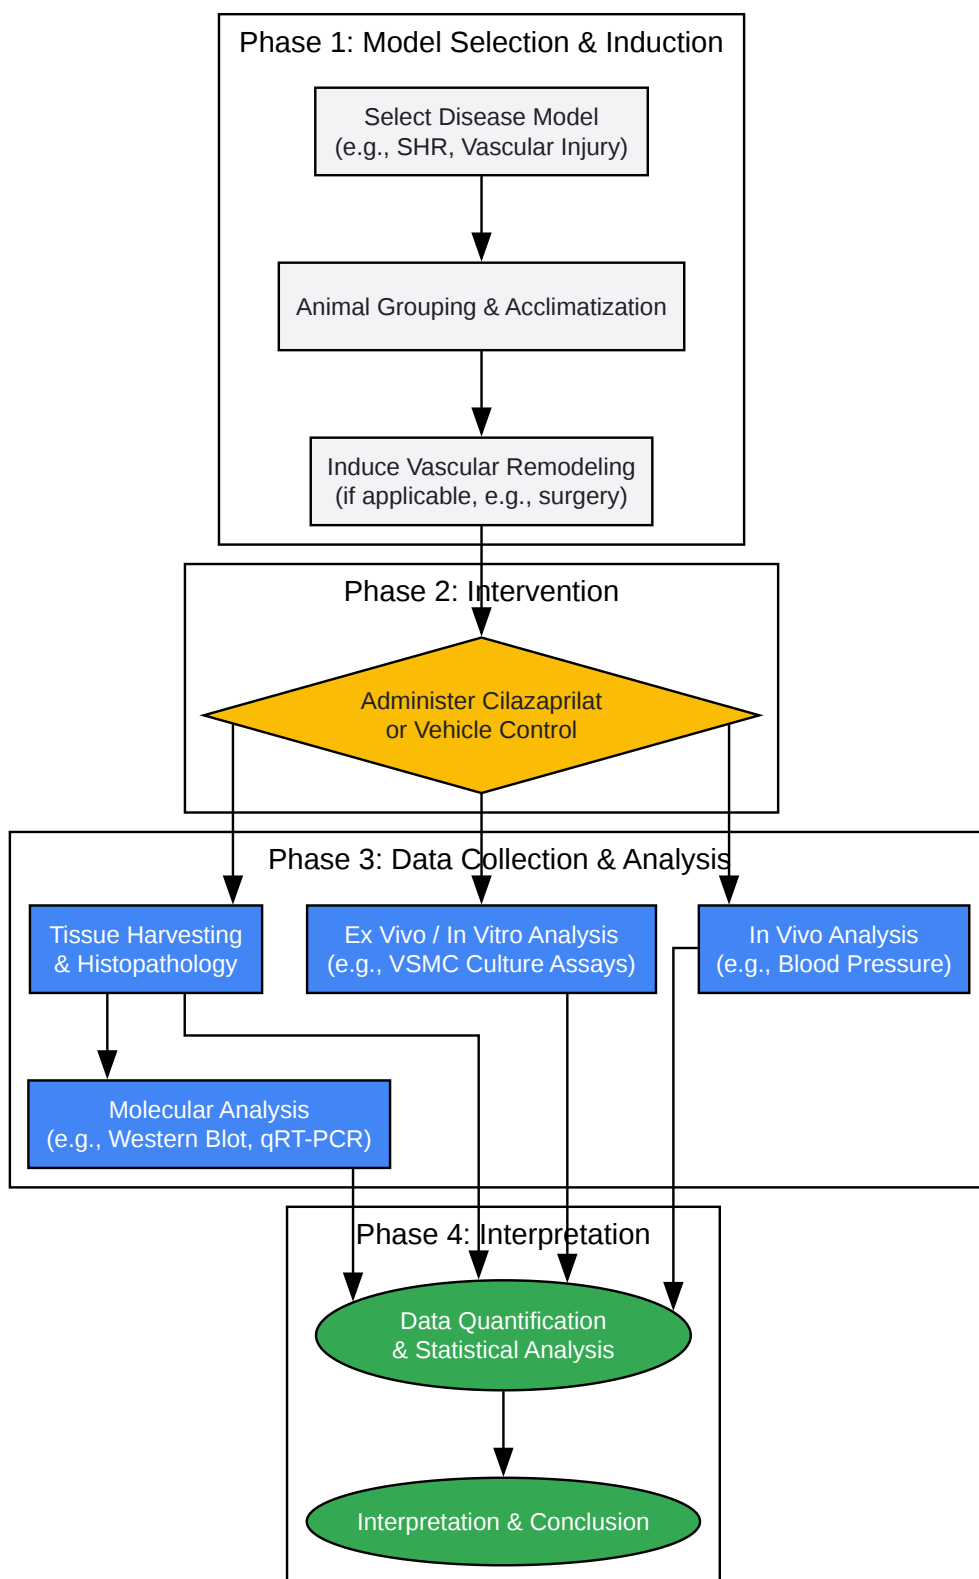 Phase 1: Model Selection & Induction
Select Disease Model
(e.g., SHR, Vascular Injury)
Animal Grouping & Acclimatization
Induce Vascular Remodeling
(if applicable, e.g., surgery)
Phase 2: Intervention
Administer Cilazaprilat
or Vehicle Control
Phase 3: Data Collection & Analysis
Tissue Harvesting
& Histopathology
Ex Vivo / In Vitro Analysis
(e.g., VSMC Culture Assays)
In Vivo Analysis
(e.g., Blood Pressure)
Molecular Analysis
(e.g., Western Blot, qRT-PCR)
Phase 4: Interpretation
Data Quantification
& Statistical Analysis
Interpretation & Conclusion